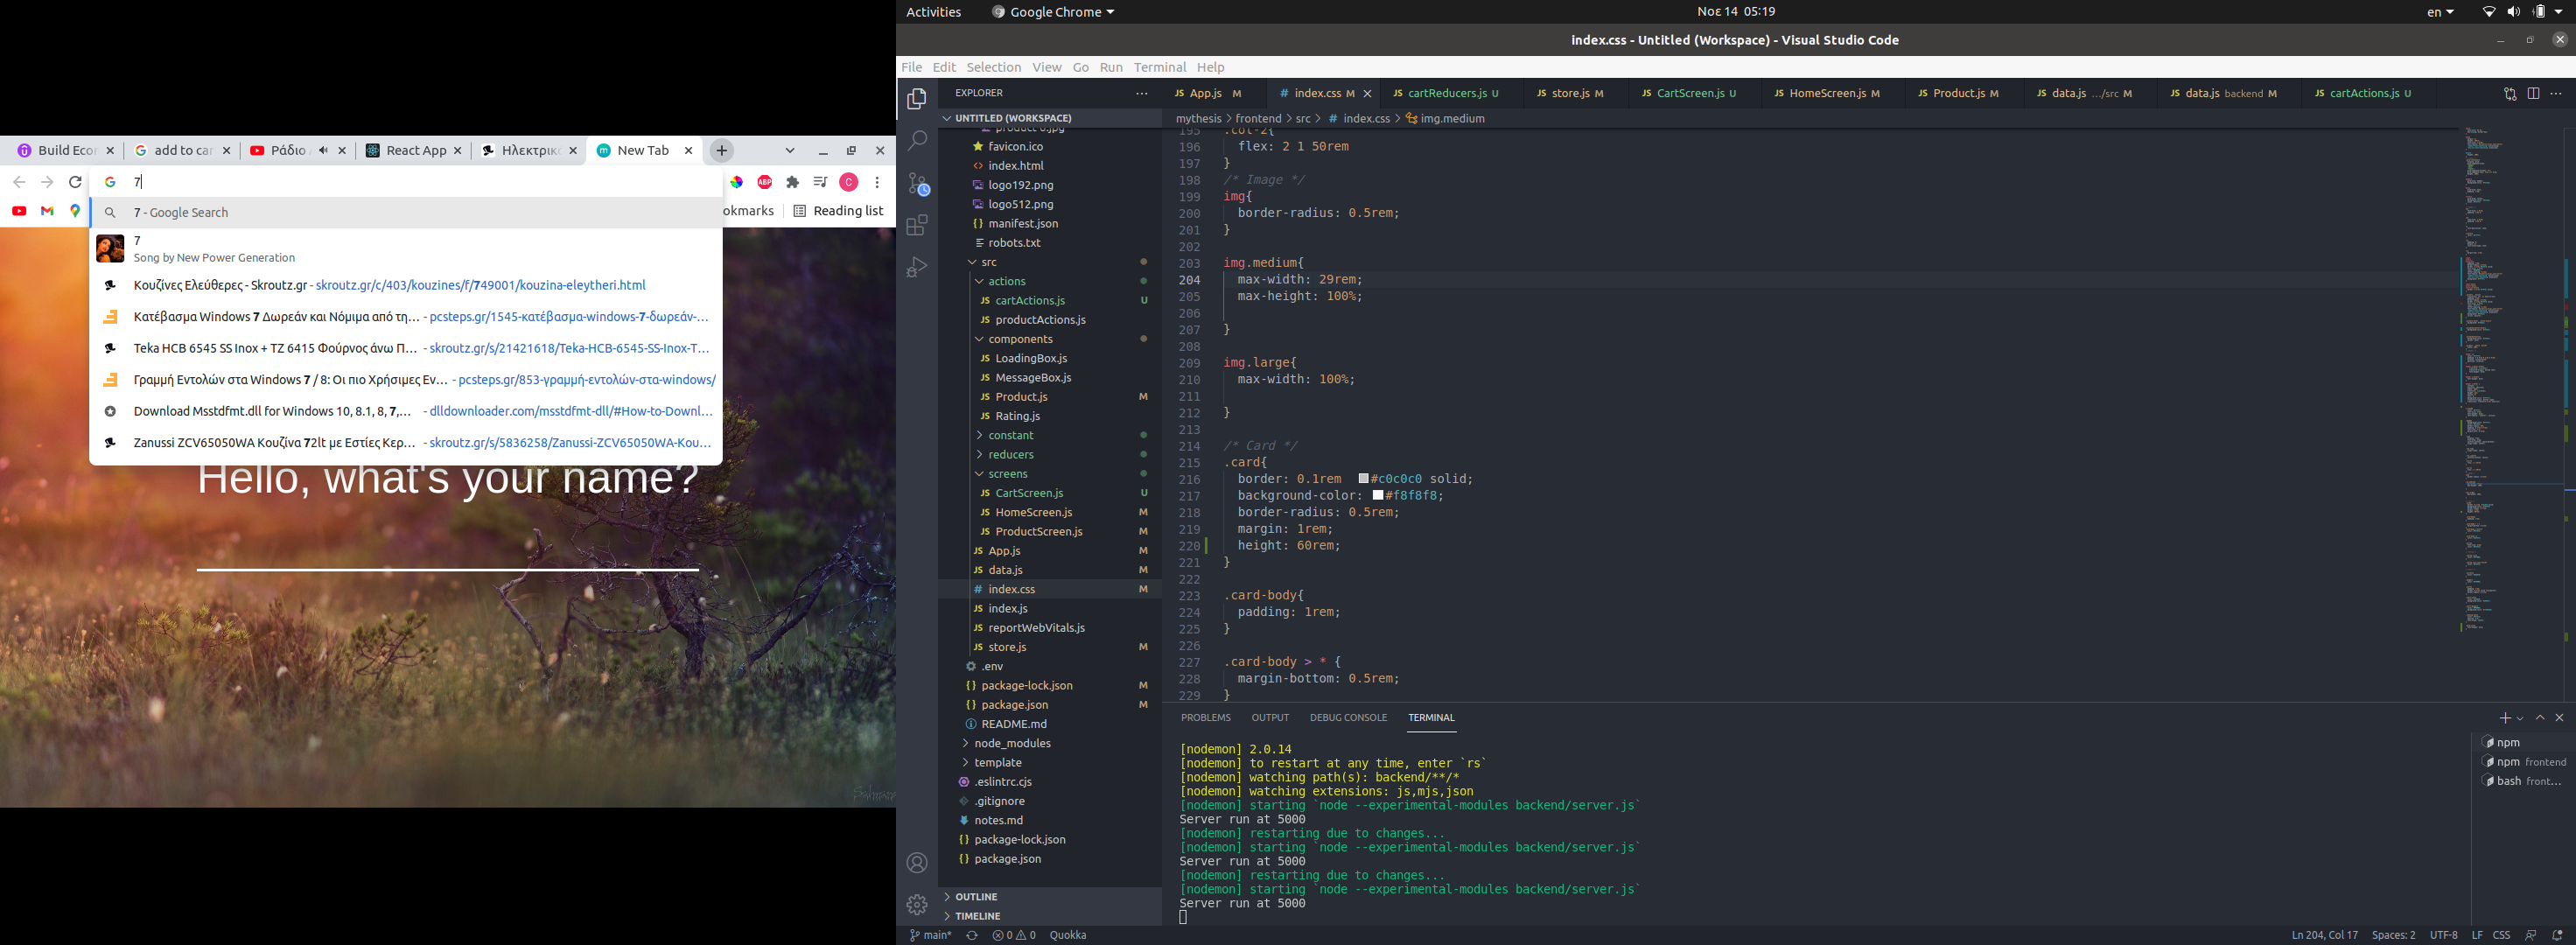 Activities
Google Chrome
Νοε 14 05:19
en
index.css - Untitled (Workspace) - Visual Studio Code
File Edit Selection View Go Run Terminal Help
Build Econ
add to car
Ράδιο
React App
Ηλεκτρικ
New Tab
7
7 - Google Search
7
Song by New Power Generation
Κουζίνες Ελεύθερες - Skroutz.gr - skroutz.gr/c/403/kouzines/f/749001/kouzina-eleytheri.html
Κατέβασμα Windows 7 Δωρεάν και Νόμιμα από τη... - pcsteps.gr/1545-κατέβασμα-windows-7-δωρεάν-...
Teka HCB 6545 SS Inox + TZ 6415 Φούρνος άνω Π... - skroutz.gr/s/21421618/Teka-HCB-6545-SS-Inox-T...
Γραμμή Εντολών στα Windows 7 / 8: Οι πιο Χρήσιμες Εν... - pcsteps.gr/853-γραμμή-εντολών-στα-windows/
Download Msstdfmt.dll for Windows 10, 8.1, 8, 7,... - dlldownloader.com/msstdfmt-dll/#How-to-Downl...
Zanussi ZCV65050WA Κουζίνα 72lt με Εστίες Κερ... - skroutz.gr/s/5836258/Zanussi-ZCV65050WA-Kou...
ABP
C
okmarks
Reading list
Hello, what's your name?
EXPLORER
UNTITLED (WORKSPACE)
product-6.jpg
favicon.ico
index.html
logo192.png
logo512.png
manifest.json
robots.txt
src
actions
cartActions.js U
productActions.js
components
LoadingBox.js
MessageBox.js
Product.js M
Rating.js
constant
reducers
screens
CartScreen.js U
HomeScreen.js M
ProductScreen.js M
App.js M
data.js M
index.css M
index.js
reportWebVitals.js
store.js M
.env
package-lock.json M
package.json M
README.md
node_modules
template
.eslintrc.cjs
.gitignore
notes.md
package-lock.json
package.json
OUTLINE
TIMELINE
App.js M
index.css M
cartReducers.js U
store.js M
CartScreen.js U
HomeScreen.js M
Product.js M
data.js .../src M
data.js backend M
cartActions.js U
mythesis > frontend > src > # index.css > img.medium
195 .col-2{
196 flex: 2 1 50rem
197 }
198 /* Image */
199 img{
200 border-radius: 0.5rem;
201 }
202
203 img.medium{
204 max-width: 29rem;
205 max-height: 100%;
206
207 }
208
209 img.large{
210 max-width: 100%;
211
212 }
213
214 /* Card */
215 .card{
216 border: 0.1rem #c0c0c0 solid;
217 background-color: #f8f8f8;
218 border-radius: 0.5rem;
219 margin: 1rem;
220 height: 60rem;
221 }
222
223 .card-body{
224 padding: 1rem;
225 }
226
227 .card-body > * {
228 margin-bottom: 0.5rem;
229 }
PROBLEMS OUTPUT DEBUG CONSOLE TERMINAL
[nodemon] 2.0.14
[nodemon] to restart at any time, enter `rs`
[nodemon] watching path(s): backend/**/*
[nodemon] watching extensions: js,mjs,json
[nodemon] starting `node --experimental-modules backend/server.js`
Server run at 5000
[nodemon] restarting due to changes...
[nodemon] starting `node --experimental-modules backend/server.js`
Server run at 5000
[nodemon] restarting due to changes...
[nodemon] starting `node --experimental-modules backend/server.js`
Server run at 5000
npm
npm frontend
bash front...
main* 0 0 Quokka
Ln 204, Col 17 Spaces: 2 UTF-8 LF CSS